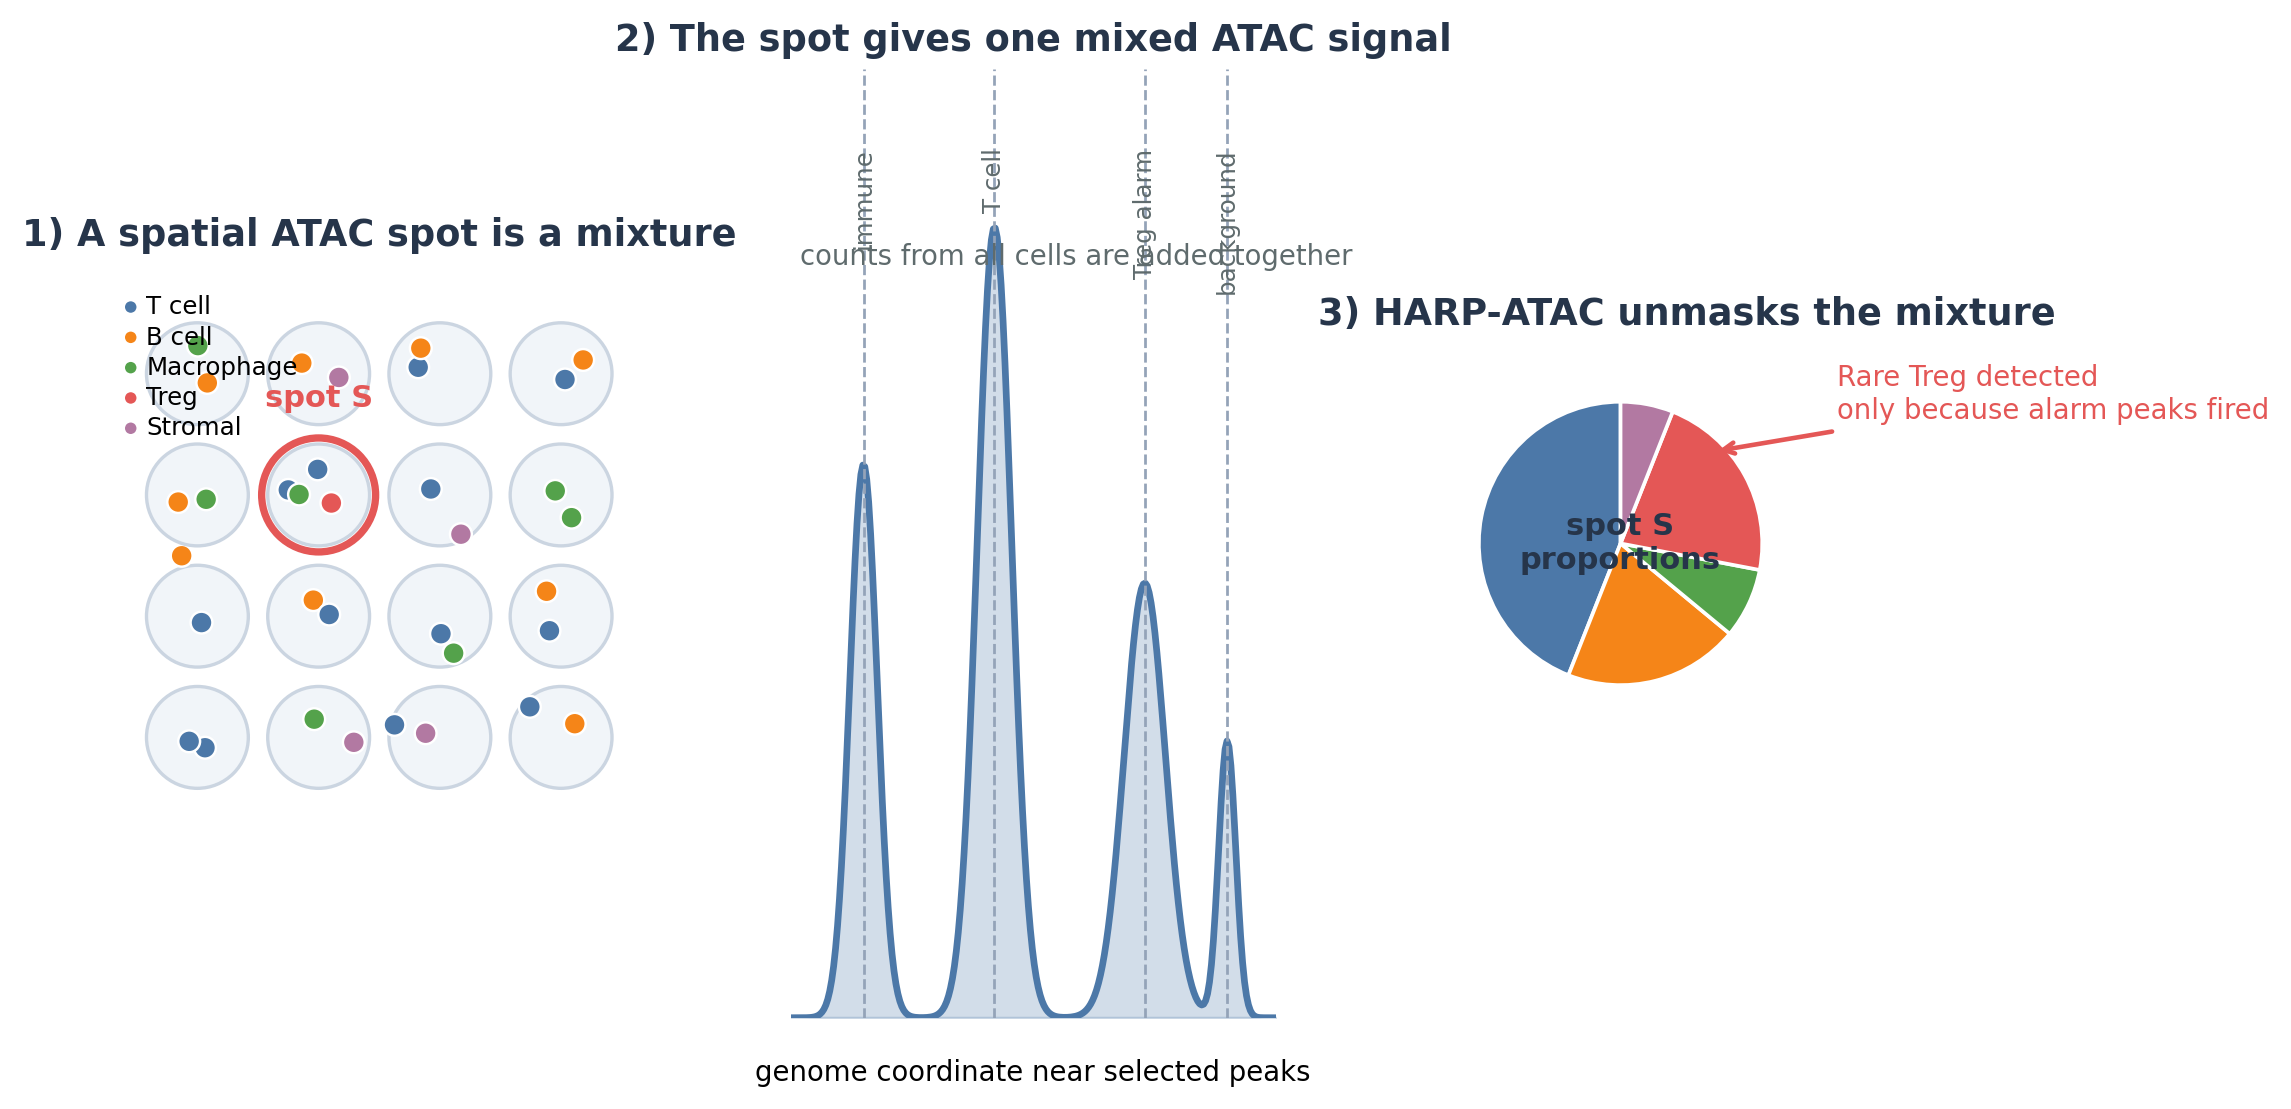 1) A spatial ATAC spot is a mixture
T cell
B cell
Macrophage
Treg
Stromal
spot S
2) The spot gives one mixed ATAC signal
immune
T cell
Treg alarm
background
counts from all cells are added together
genome coordinate near selected peaks
3) HARP-ATAC unmasks the mixture
Rare Treg detected
only because alarm peaks fired
spot S
proportions